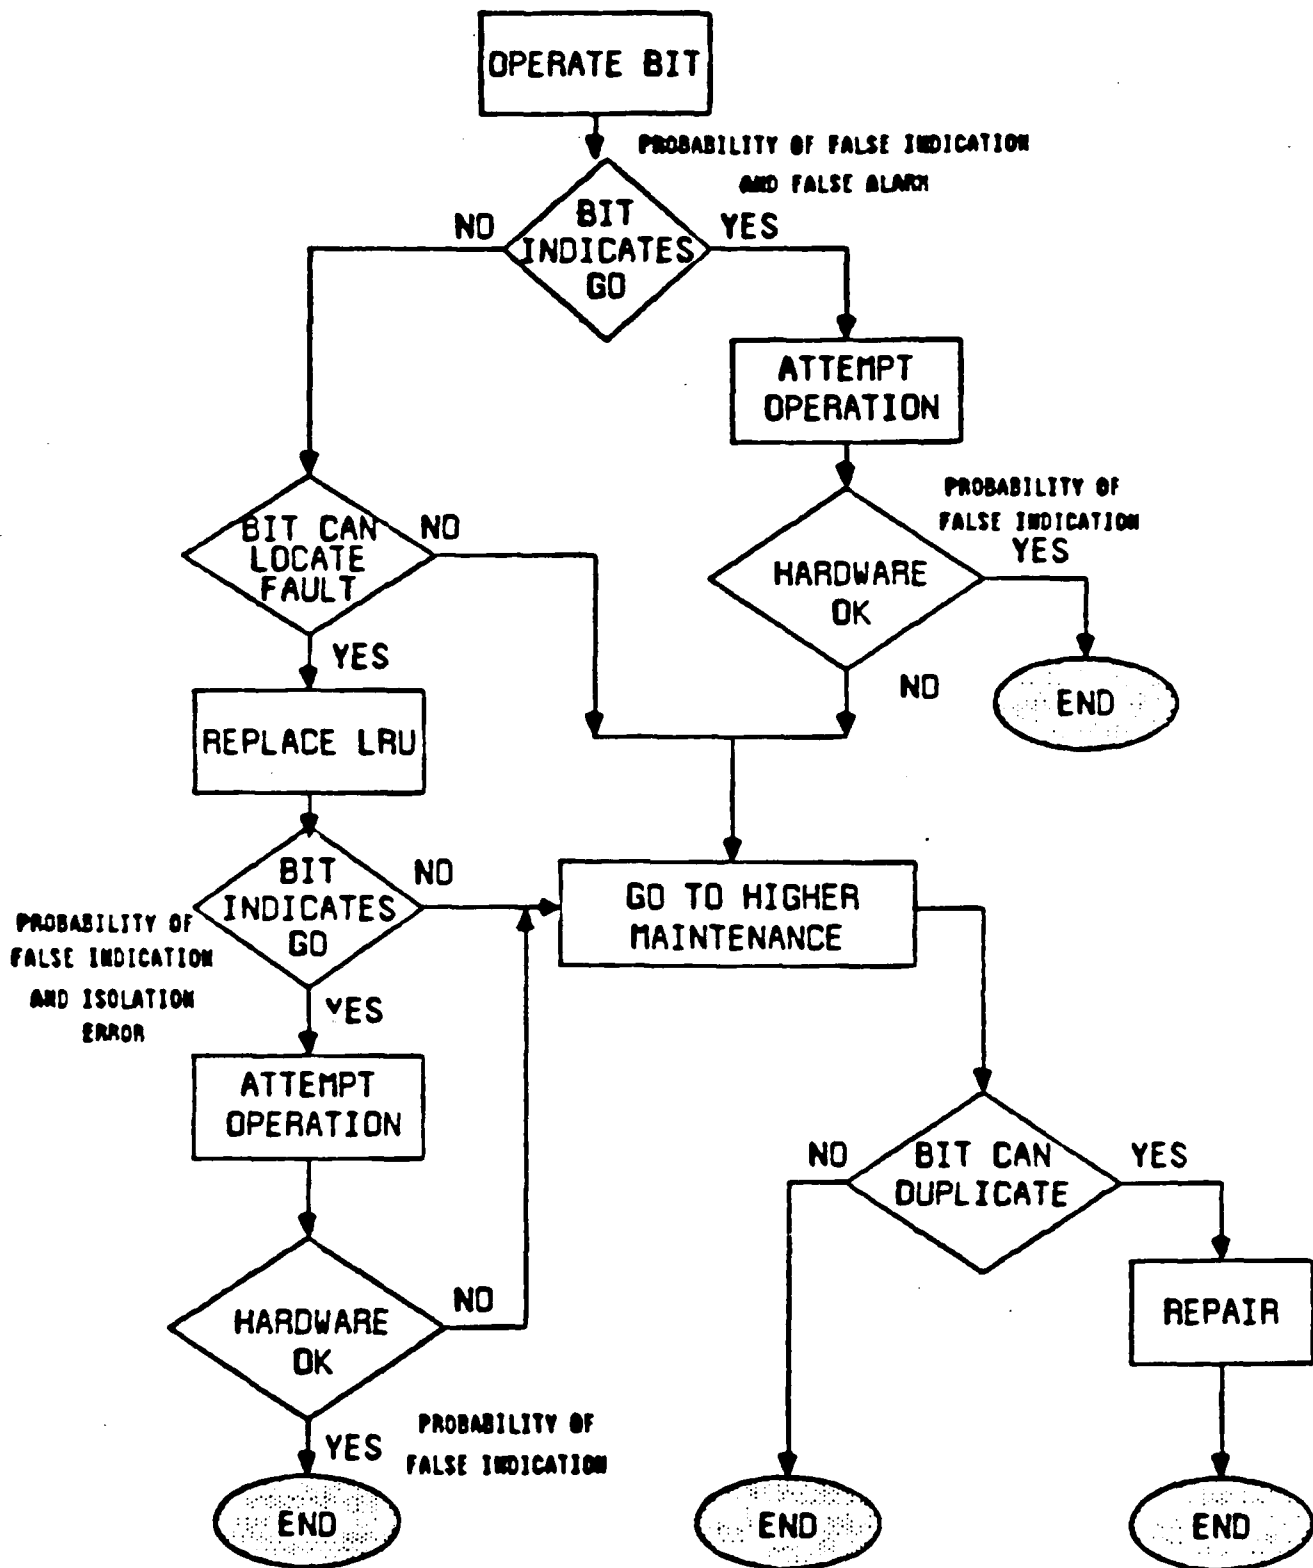 OPERATE BIT
PROBABILITY OF FALSE INDICATION
AND FALSE ALARM
NO
BIT
INDICATES
GO
YES
ATTEMPT
OPERATION
BIT CAN
LOCATE
FAULT
NO
PROBABILITY OF
FALSE INDICATION
YES
HARDWARE
OK
YES
NO
END
REPLACE LRU
BIT
INDICATES
GO
NO
PROBABILITY OF
FALSE INDICATION
AND ISOLATION
ERROR
GO TO HIGHER
MAINTENANCE
YES
ATTEMPT
OPERATION
NO
BIT CAN
DUPLICATE
YES
HARDWARE
OK
NO
REPAIR
YES
PROBABILITY OF
FALSE INDICATION
END
END
END